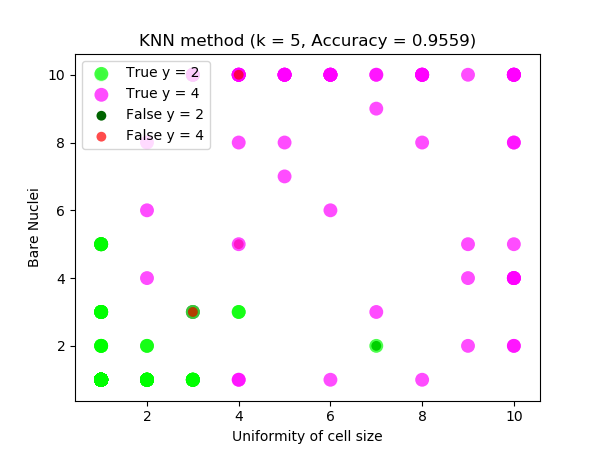 KNN method (k = 5, Accuracy = 0.9559)
True y = 2
True y = 4
False y = 2
False y = 4
10
8
6
4
2
Bare Nuclei
2 4 6 8 10
Uniformity of cell size